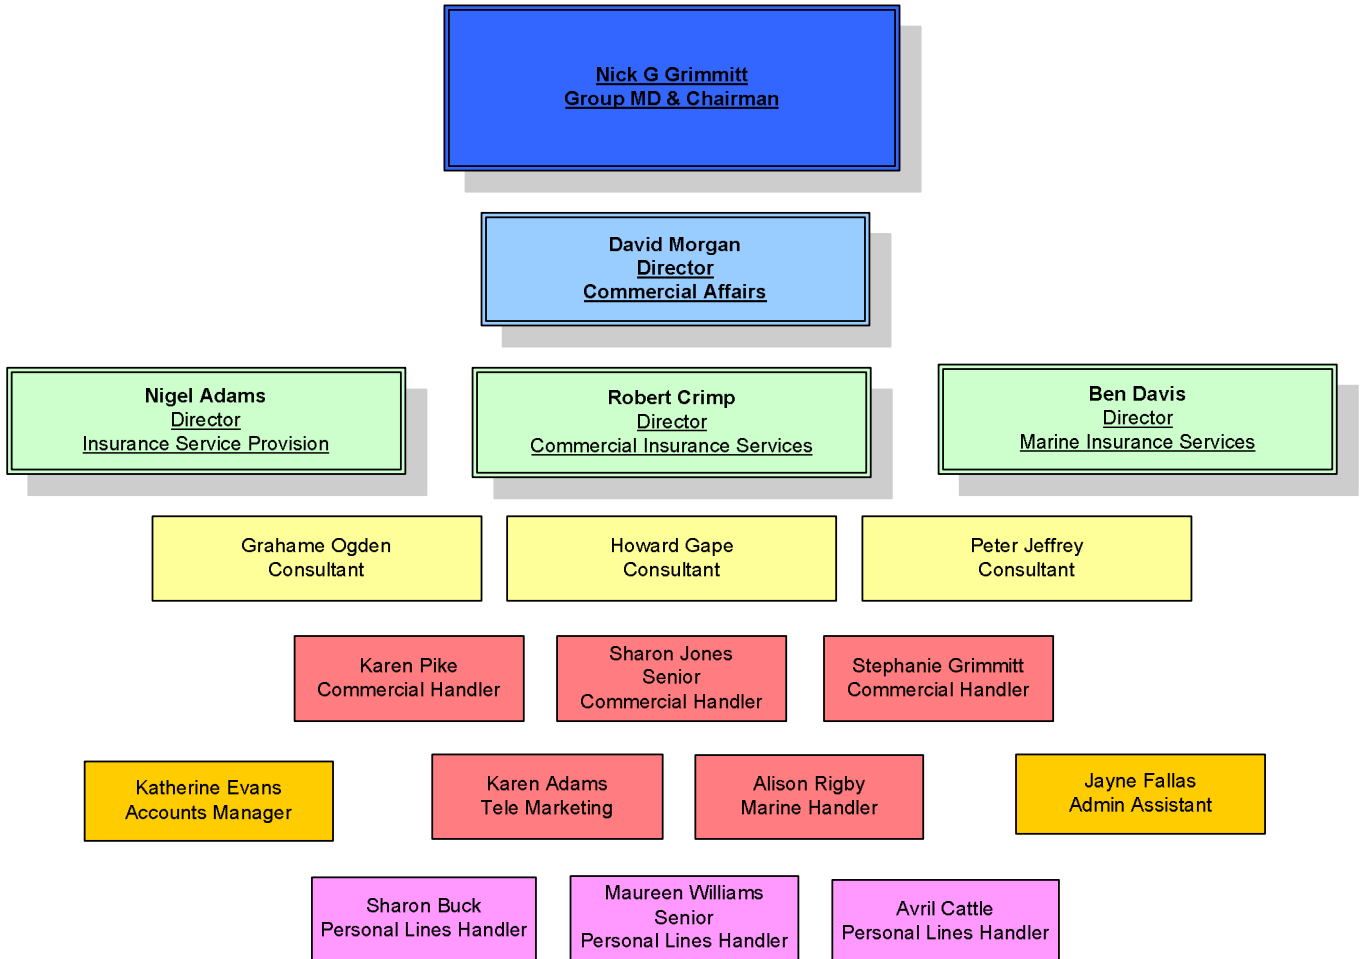 Nick G Grimmitt
Group MD & Chairman
David Morgan
Director
Commercial Affairs
Nigel Adams
Director
Insurance Service Provision
Robert Crimp
Director
Commercial Insurance Services
Ben Davis
Director
Marine Insurance Services
Grahame Ogden
Consultant
Howard Gape
Consultant
Peter Jeffrey
Consultant
Karen Pike
Commercial Handler
Sharon Jones
Senior
Commercial Handler
Stephanie Grimmitt
Commercial Handler
Katherine Evans
Accounts Manager
Karen Adams
Tele Marketing
Alison Rigby
Marine Handler
Jayne Fallas
Admin Assistant
Sharon Buck
Personal Lines Handler
Maureen Williams
Senior
Personal Lines Handler
Avril Cattle
Personal Lines Handler